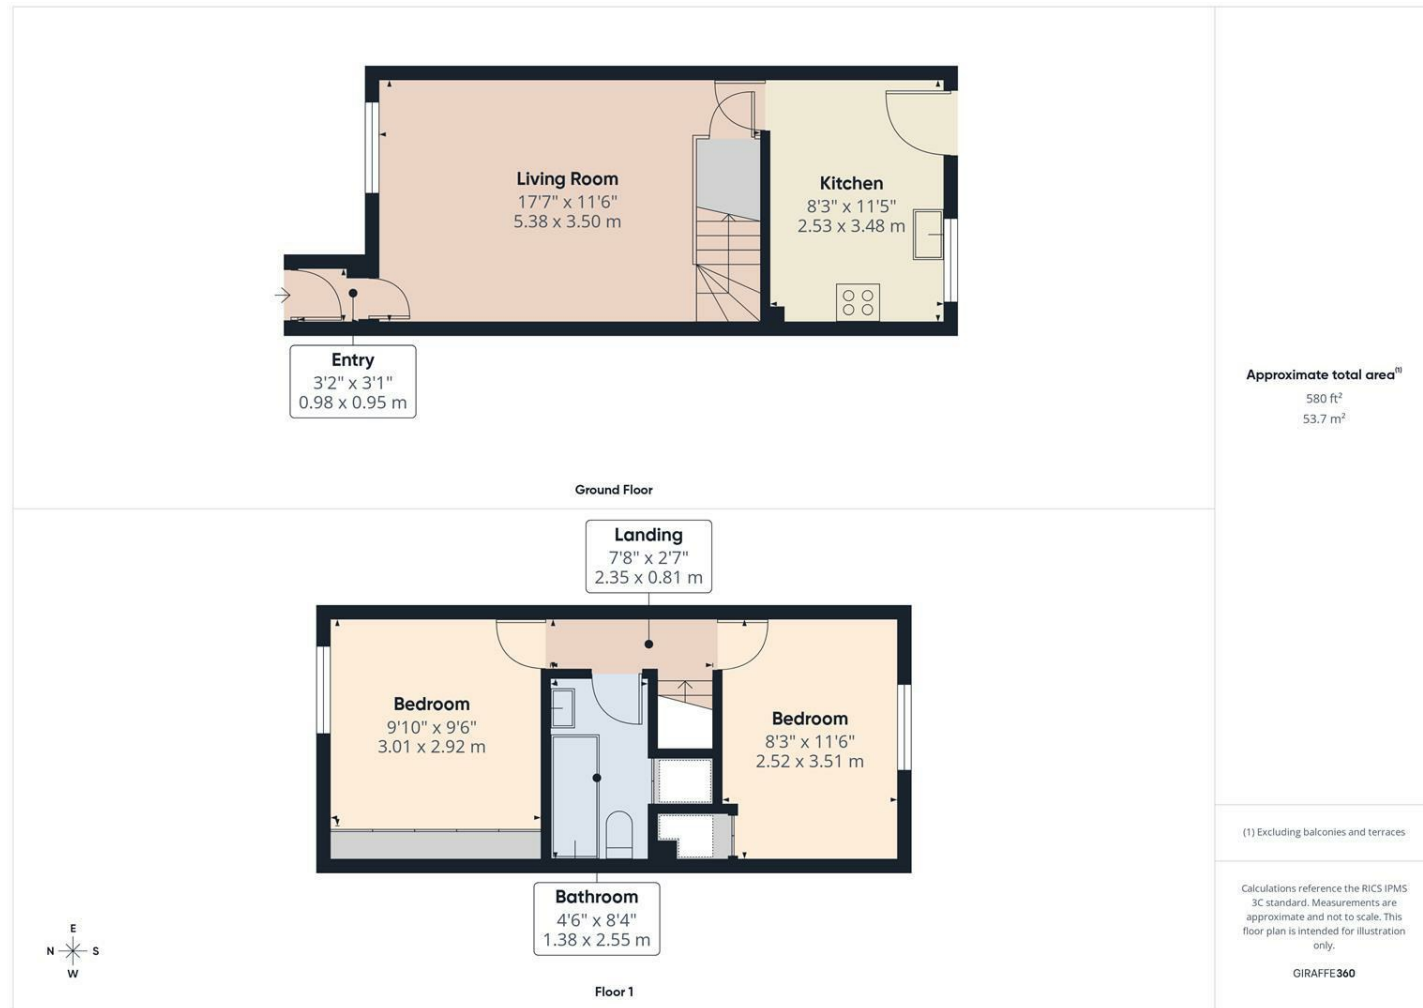 Living Room
17'7" x 11'6"
5.38 x 3.50 m
Kitchen
8'3" x 11'5"
2.53 x 3.48 m
Entry
3'2" x 3'1"
0.98 x 0.95 m
Ground Floor
Landing
7'8" x 2'7"
2.35 x 0.81 m
Bedroom
9'10" x 9'6"
3.01 x 2.92 m
Bedroom
8'3" x 11'6"
2.52 x 3.51 m
Bathroom
4'6" x 8'4"
1.38 x 2.55 m
E
N S
W
Floor 1
Approximate total area(1)
580 ft²
53.7 m²
(1) Excluding balconies and terraces
Calculations reference the RICS IPMS
3C standard. Measurements are
approximate and not to scale. This
floor plan is intended for illustration
only.
GIRAFFE360